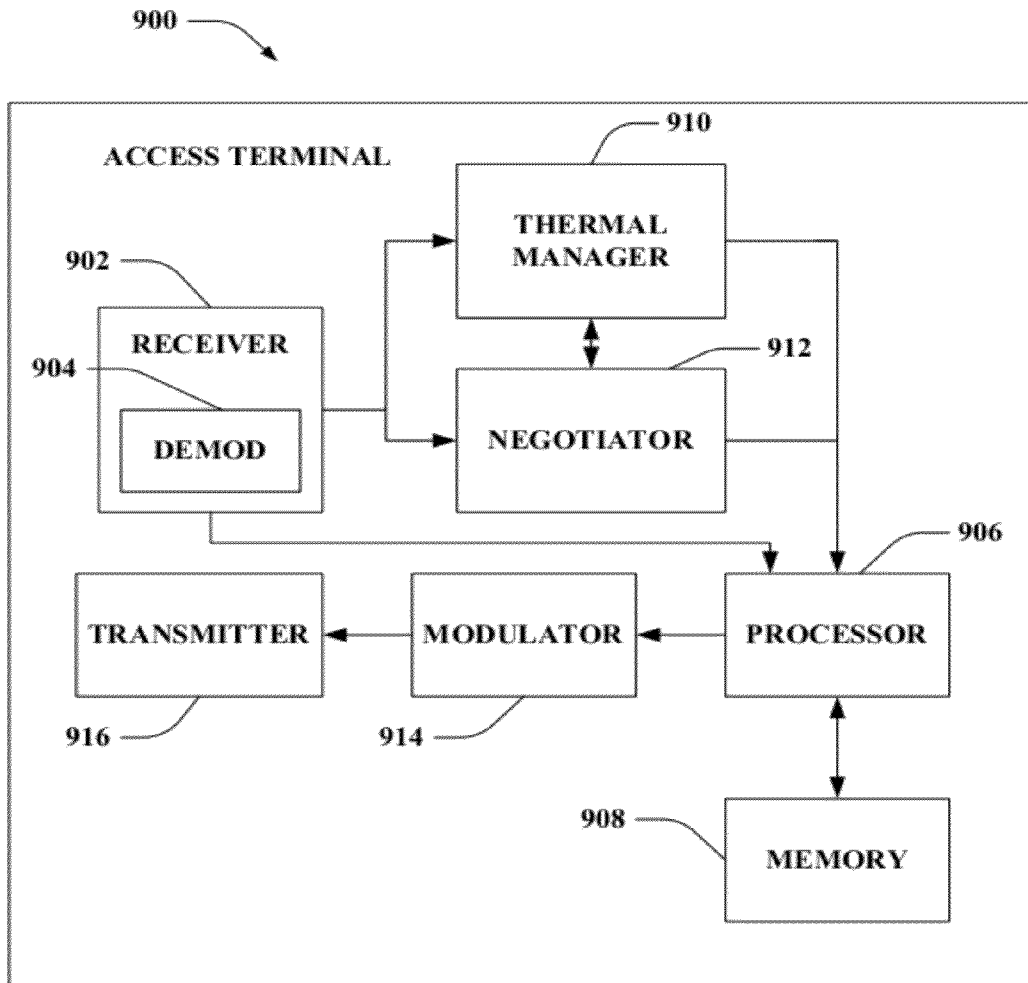 900
ACCESS TERMINAL
910
THERMAL
MANAGER
902
RECEIVER
904
DEMOD
912
NEGOTIATOR
906
TRANSMITTER
MODULATOR
PROCESSOR
916
914
908
MEMORY